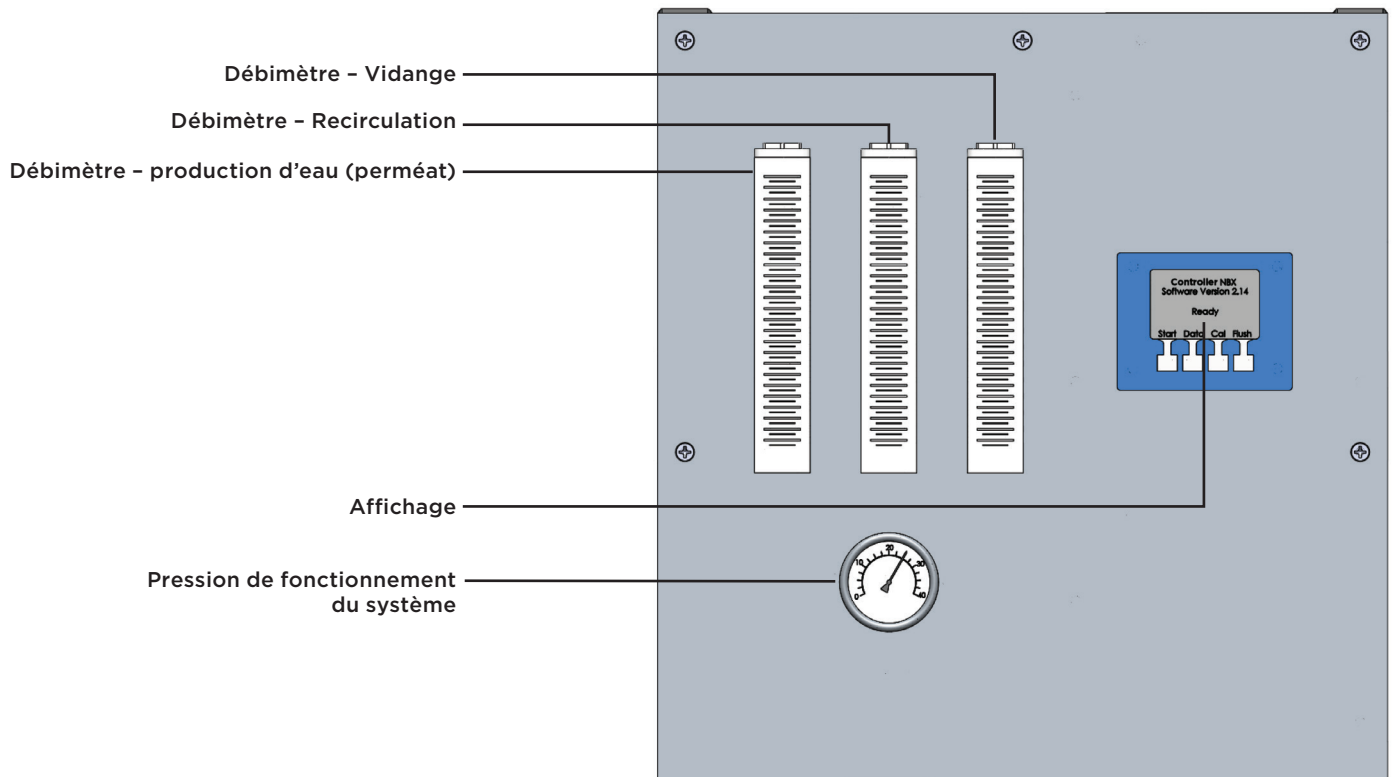 Débimètre – Vidange
Débimètre – Recirculation
Débimètre – production d'eau (perméat)
Controller NBX
Software Version 2.14
Ready
Start Data Cal Flush
Affichage
Pression de fonctionnement
du système
0 10 20 30 40